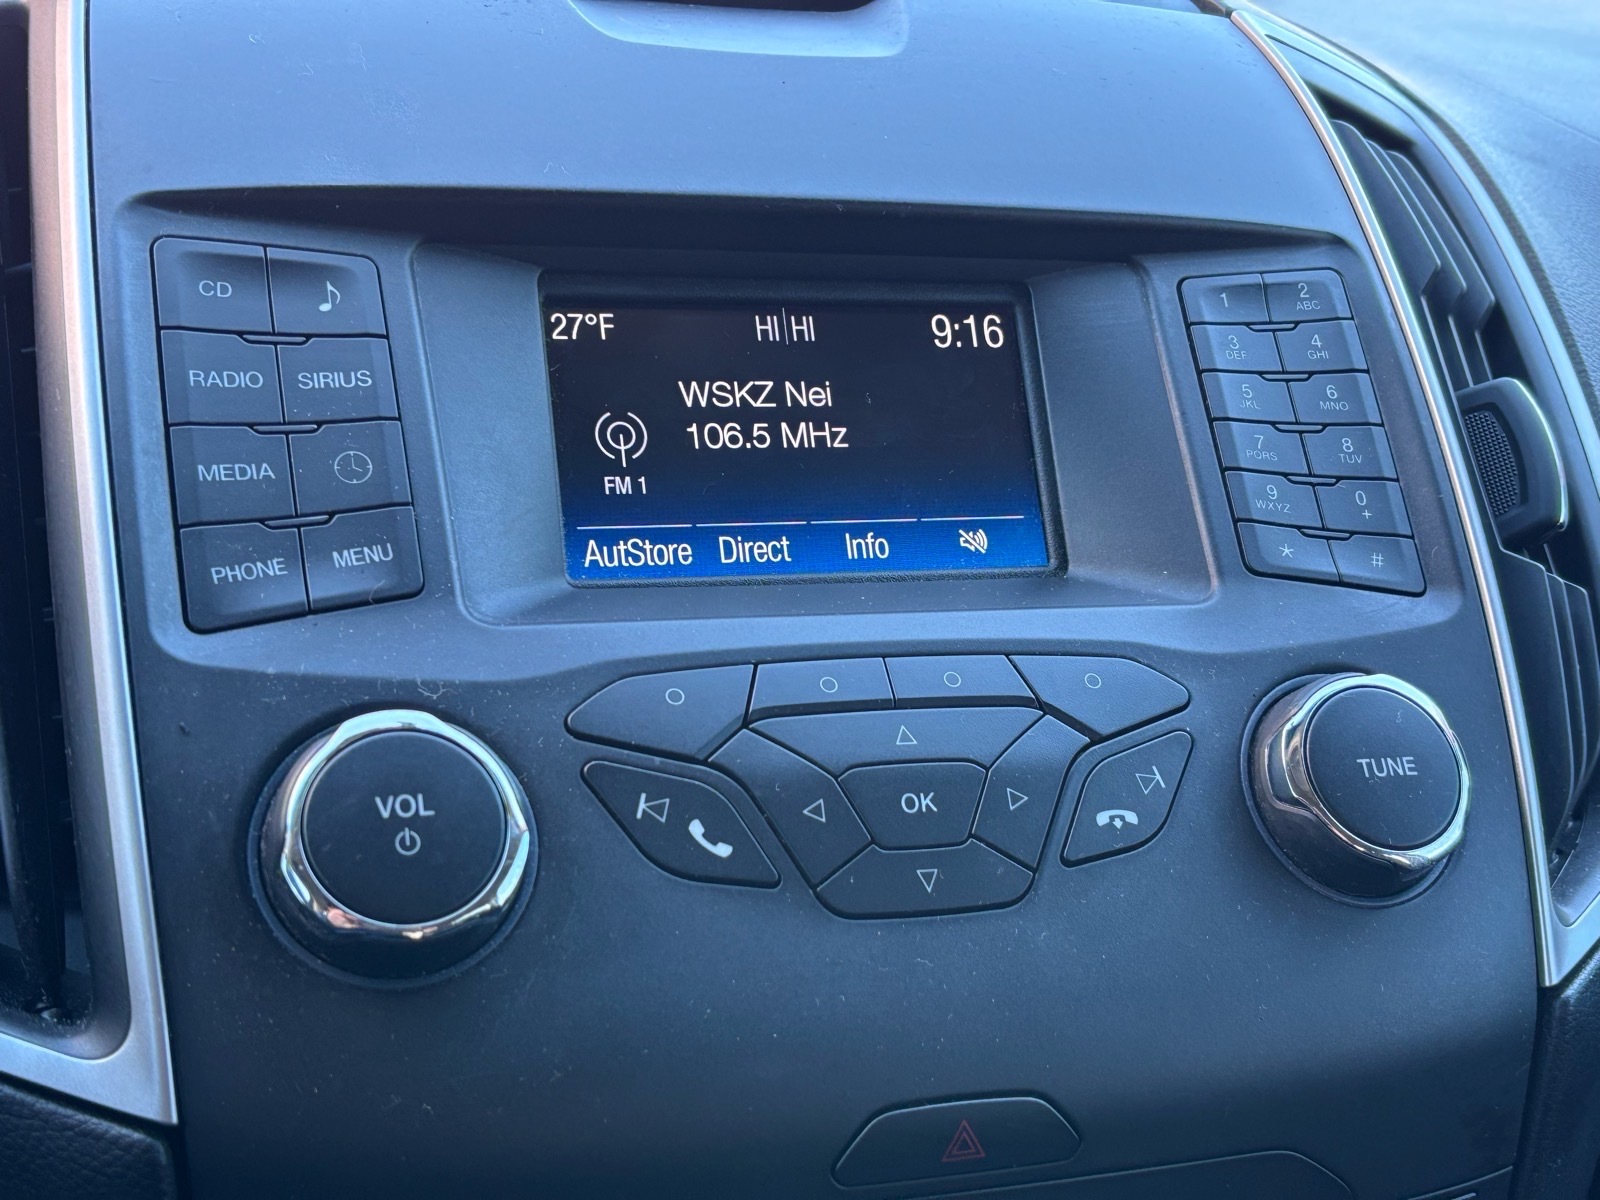 27°F HI|HI 9:16
WSKZ Nei
106.5 MHz
FM 1
AutStore Direct Info
CD
RADIO SIRIUS
MEDIA
PHONE MENU
1 2 ABC
3 DEF 4 GHI
5 JKL 6 MNO
7 PQRS 8 TUV
9 WXYZ 0 +
* #
VOL
OK
TUNE